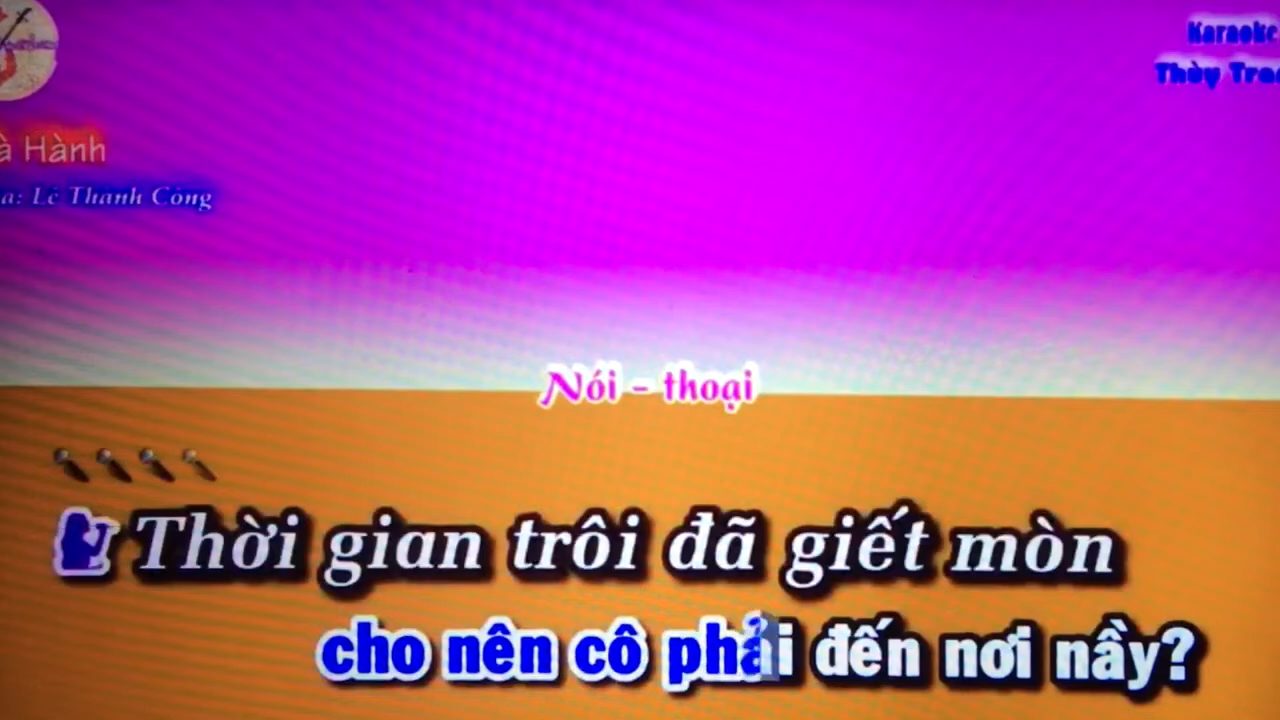 Karaoke
Thùy
à Hành
a: Lê Thành Công
Nói - thoại
Thời gian trôi đã giết mòn
cho nên cô phải đến nơi nầy?